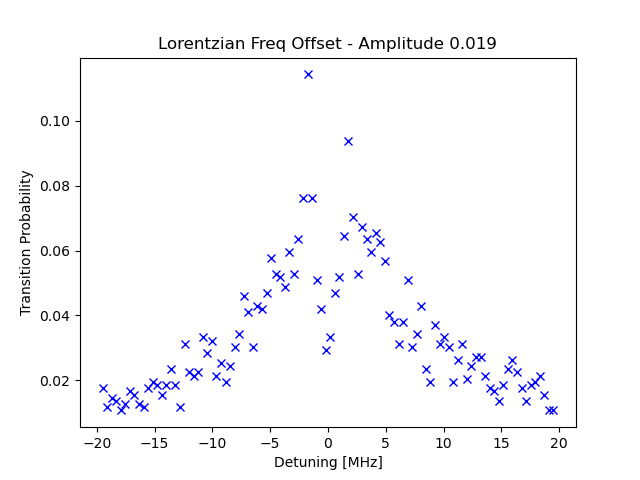 Lorentzian Freq Offset - Amplitude 0.019
Transition Probability
0.10
0.08
0.06
0.04
0.02
−20 −15 −10 −5 0 5 10 15 20
Detuning [MHz]